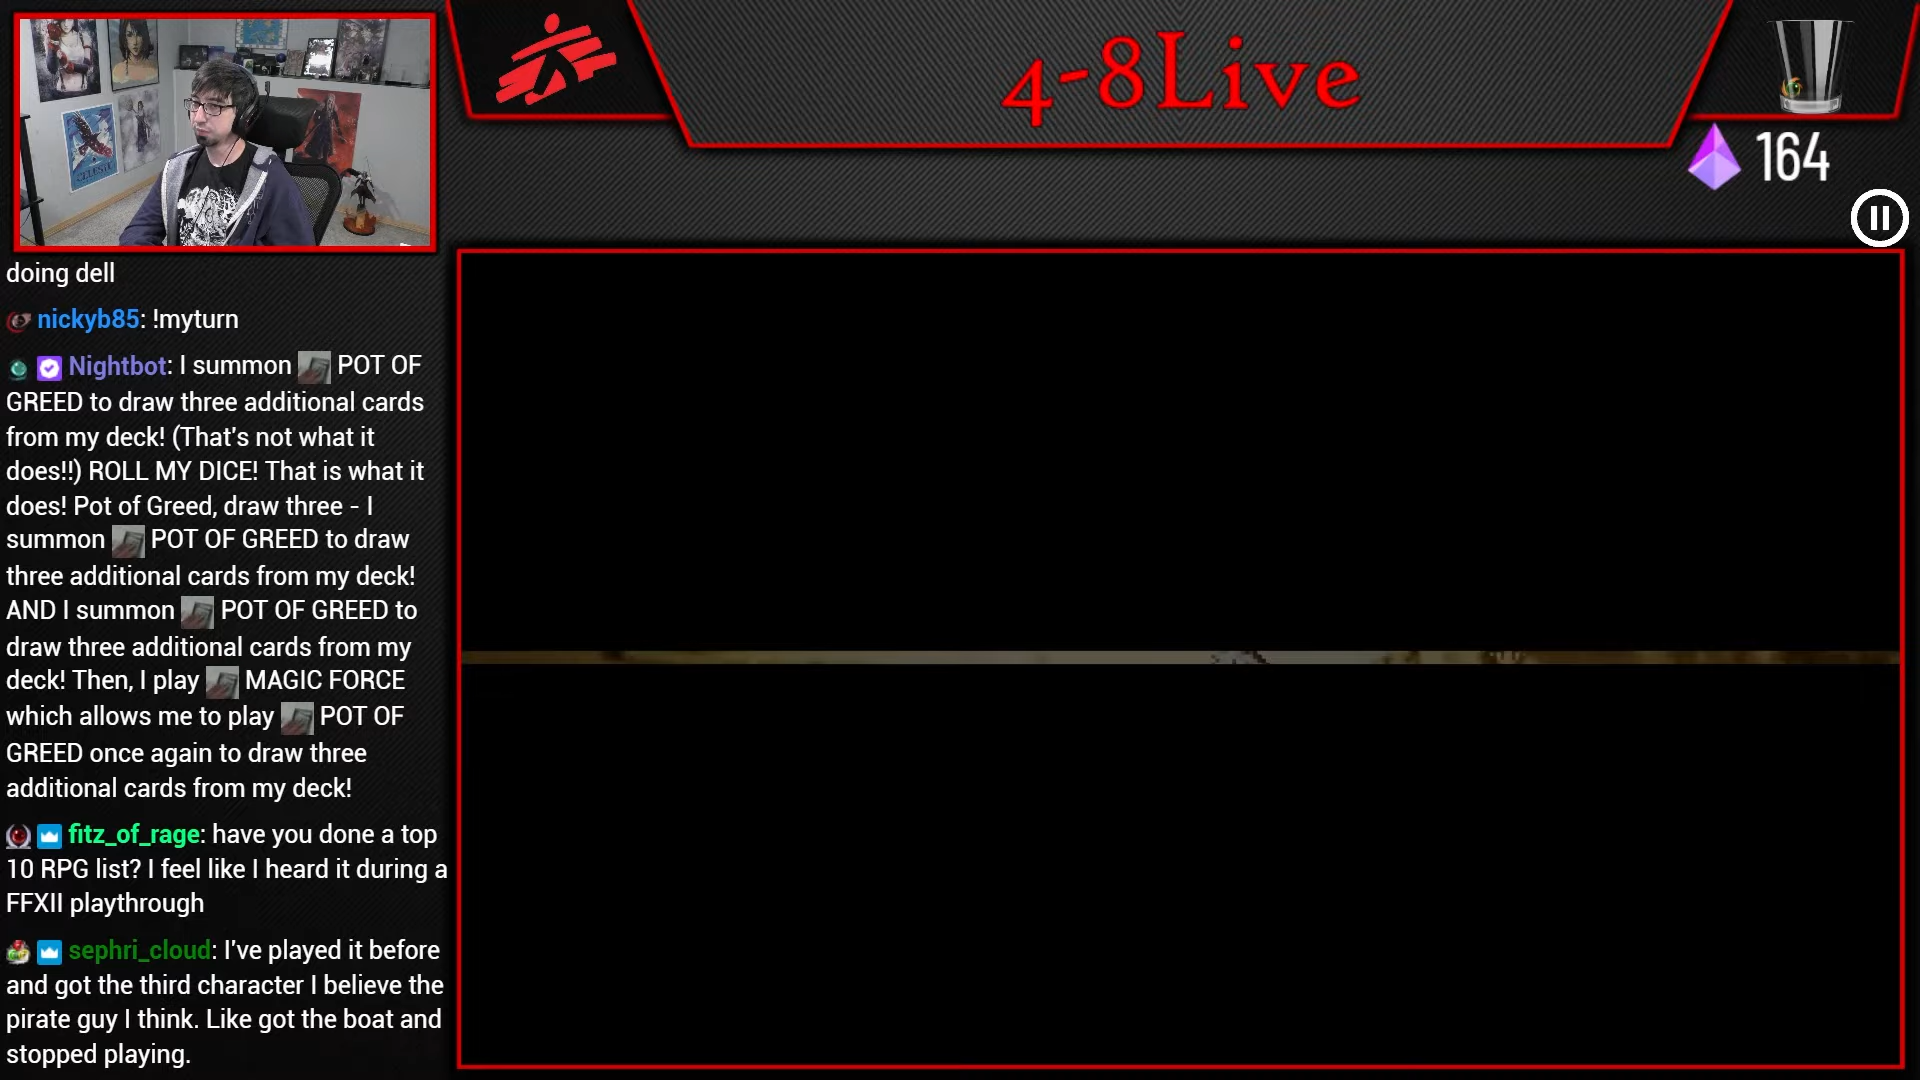 4-8Live
164
CELESTE
doing dell
nickyb85: !myturn
Nightbot: I summon POT OF
GREED to draw three additional cards
from my deck! (That's not what it
does!!) ROLL MY DICE! That is what it
does! Pot of Greed, draw three - I
summon POT OF GREED to draw
three additional cards from my deck!
AND I summon POT OF GREED to
draw three additional cards from my
deck! Then, I play MAGIC FORCE
which allows me to play POT OF
GREED once again to draw three
additional cards from my deck!
fitz_of_rage: have you done a top
10 RPG list? I feel like I heard it during a
FFXII playthrough
sephri_cloud: I've played it before
and got the third character I believe the
pirate guy I think. Like got the boat and
stopped playing.